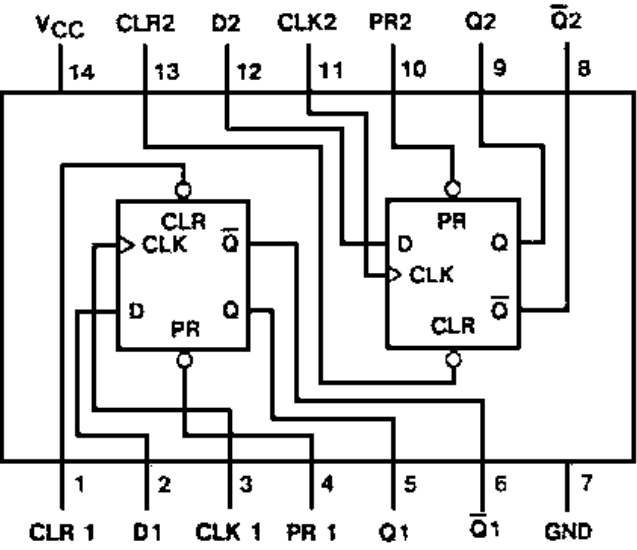 VCC CLR2 D2 CLK2 PR2 Q2 Q̅2
14 13 12 11 10 9 8
CLR
CLK Q̅
D Q
PR
PR
D Q
CLK
Q̅
CLR
1 2 3 4 5 6 7
CLR 1 D1 CLK 1 PR 1 Q1 Q̅1 GND